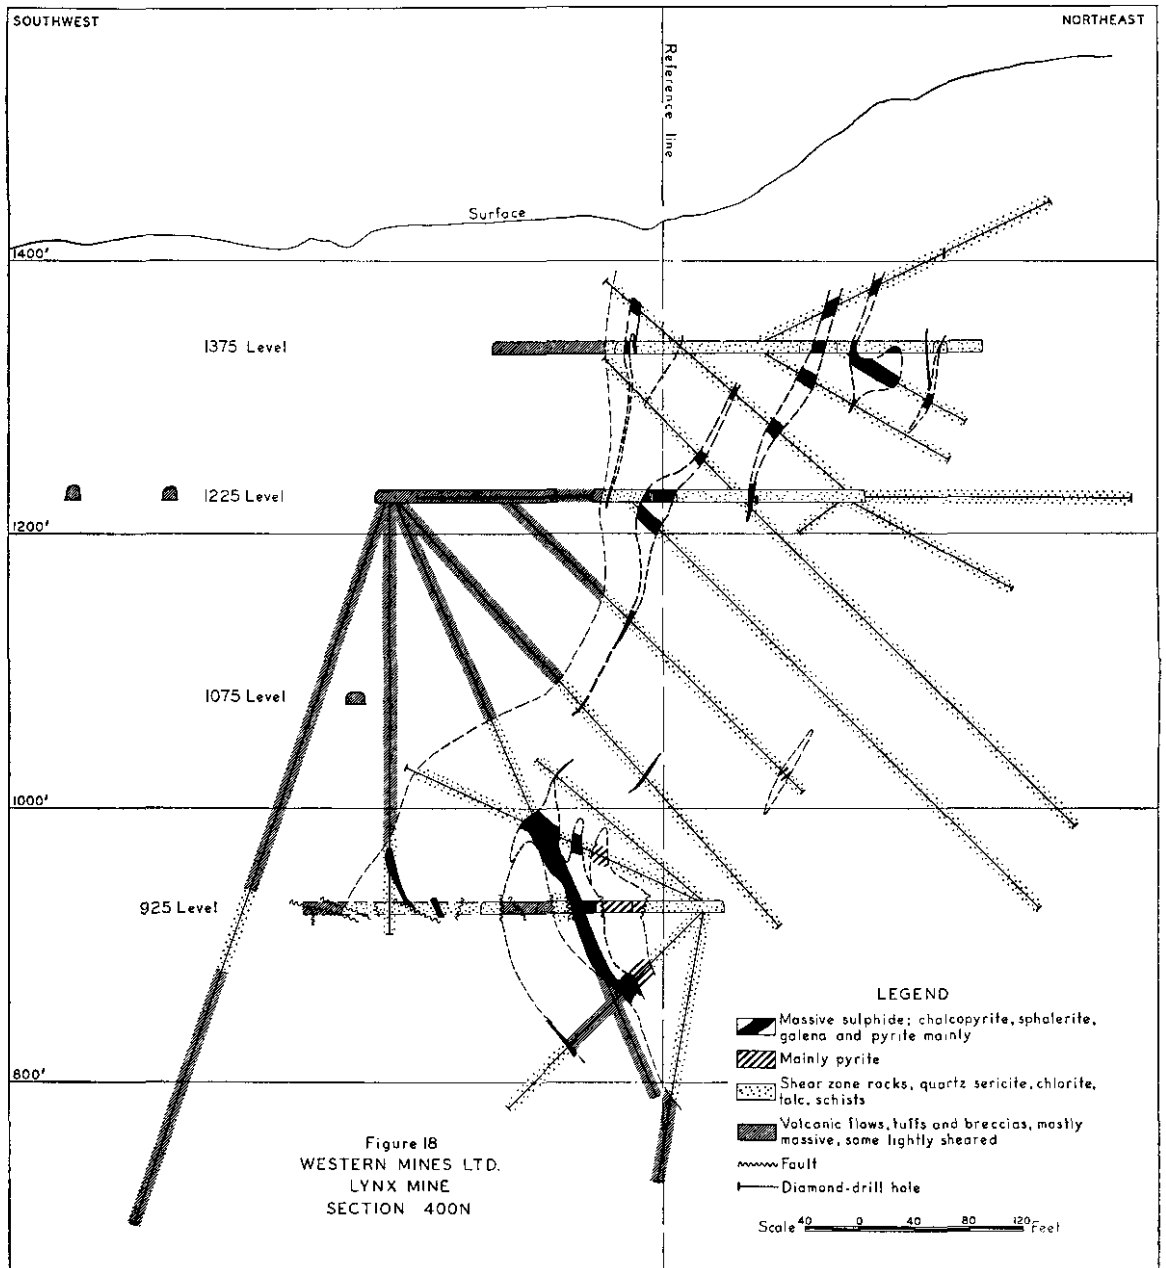 SOUTHWEST
NORTHEAST
Reference line
Surface
1400'
1375 Level
1225 Level
1200'
1075 Level
1000'
925 Level
800'
600'
LEGEND
Massive sulphide; chalcopyrite, sphalerite,
galena and pyrite mainly
Mainly pyrite
Shear zone rocks, quartz sericite, chlorite,
talc, schists
Volcanic flows, tuffs and breccias, mostly
massive, some lightly sheared
Fault
Diamond-drill hole
Scale 40 0 40 80 120 Feet
Figure 18
WESTERN MINES LTD.
LYNX MINE
SECTION 400N